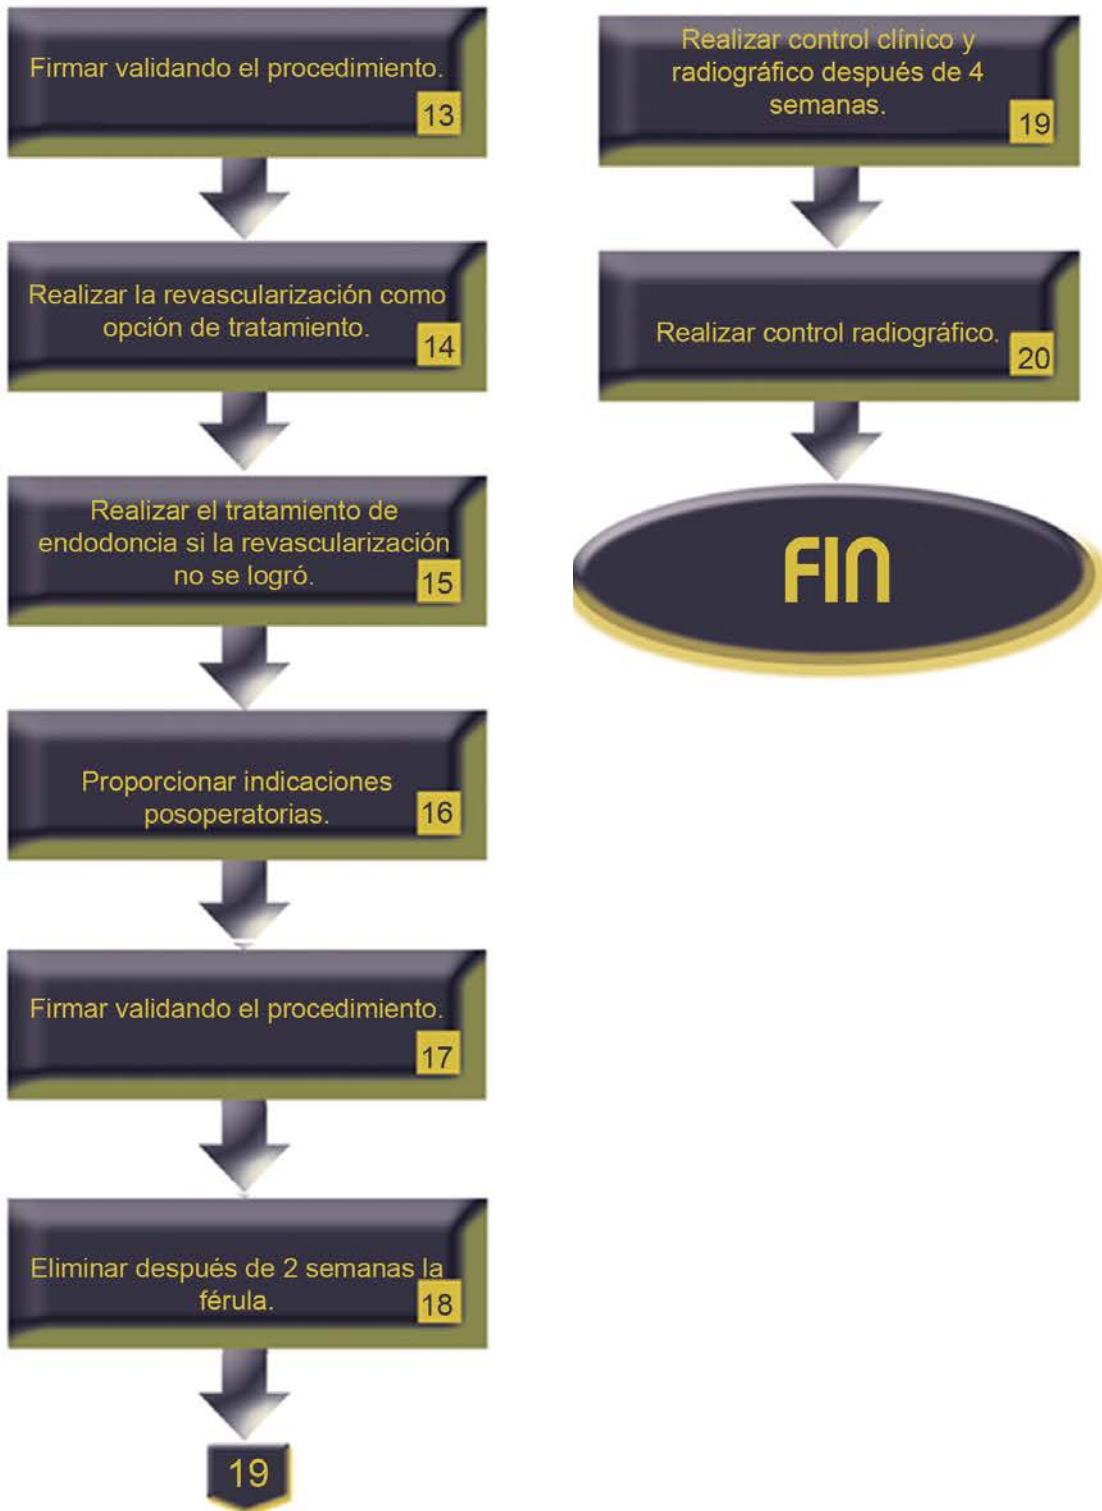 Firmar validando el procedimiento.
13
Realizar la revascularización como
opción de tratamiento.
14
Realizar el tratamiento de
endodoncia si la revascularización
no se logró.
15
Proporcionar indicaciones
posoperatorias.
16
Firmar validando el procedimiento.
17
Eliminar después de 2 semanas la
férula.
18
19
Realizar control clínico y
radiográfico después de 4
semanas.
19
Realizar control radiográfico.
20
FIN